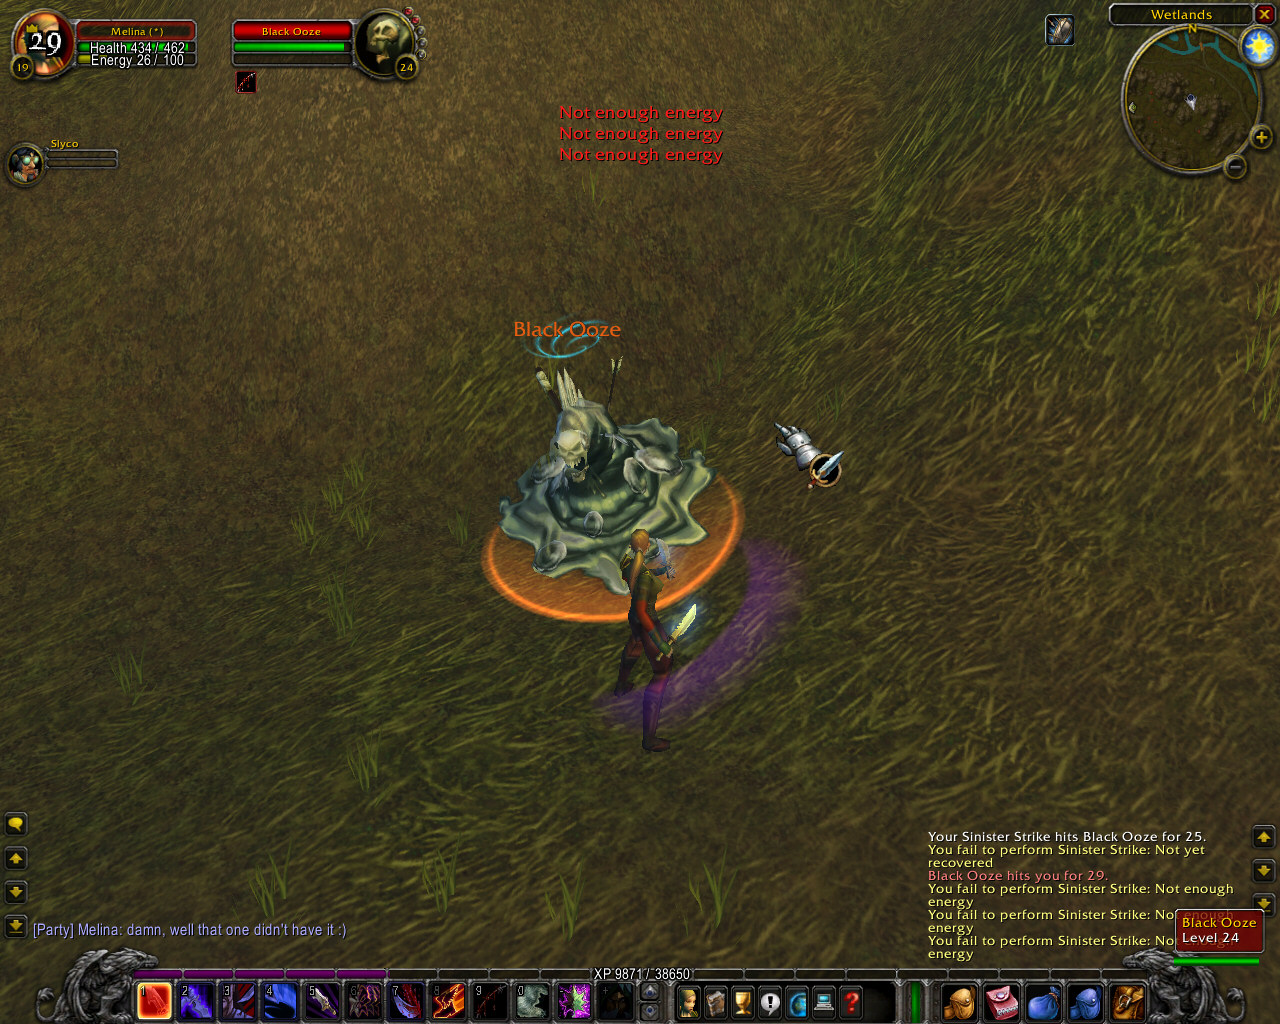 Melina (*)
29
Health 434 / 462
Energy 26 / 100
19
Black Ooze
24
Wetlands
N
Not enough energy
Not enough energy
Not enough energy
Slyco
Black Ooze
Your Sinister Strike hits Black Ooze for 25.
You fail to perform Sinister Strike: Not yet
recovered
Black Ooze hits you for 29.
You fail to perform Sinister Strike: Not enough
energy
You fail to perform Sinister Strike: Not enough
energy
You fail to perform Sinister Strike: No
energy
Black Ooze
Level 24
[Party] Melina: damn, well that one didn't have it :)
XP 9871 / 38650
1 2 3 4 5 6 7 8 9 0 - +